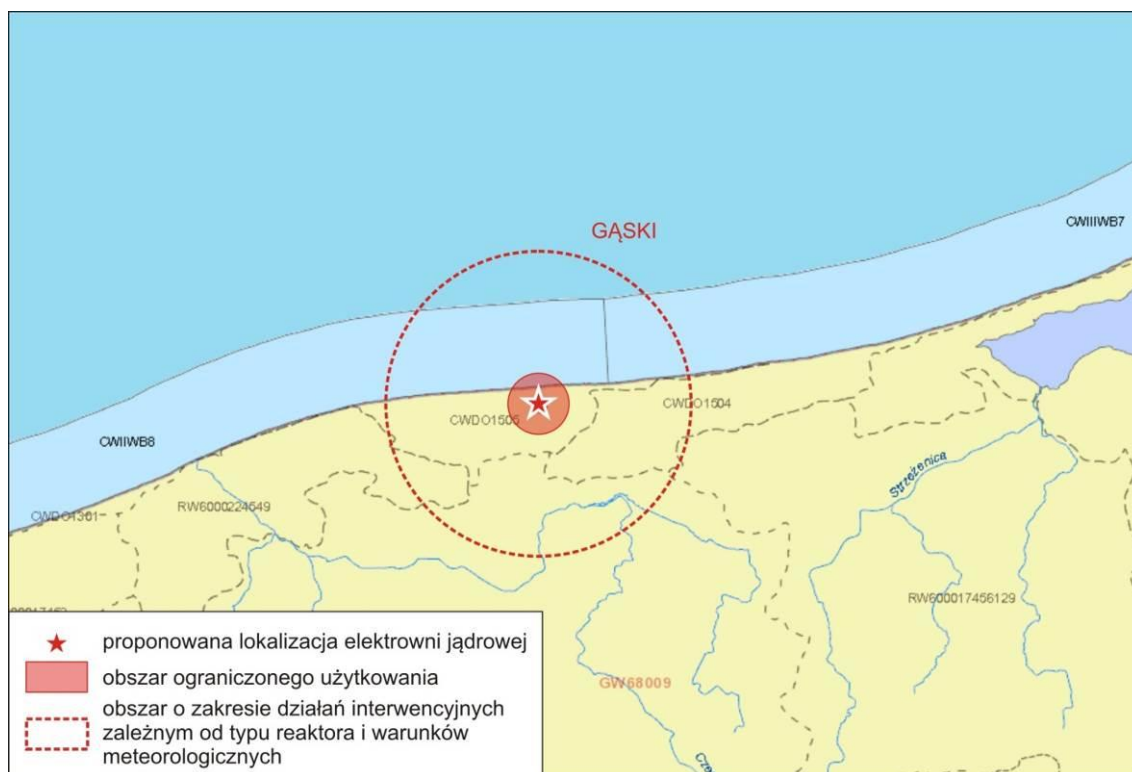 GĄSKI
CWIIIWB7
CWDO1505
CWDO1504
CWIIWB8
Strzeżenica
RW6000224549
CWDO1301
RW600017456129
GW68009
proponowana lokalizacja elektrowni jądrowej
obszar ograniczonego użytkowania
obszar o zakresie działań interwencyjnych
zależnym od typu reaktora i warunków
meteorologicznych